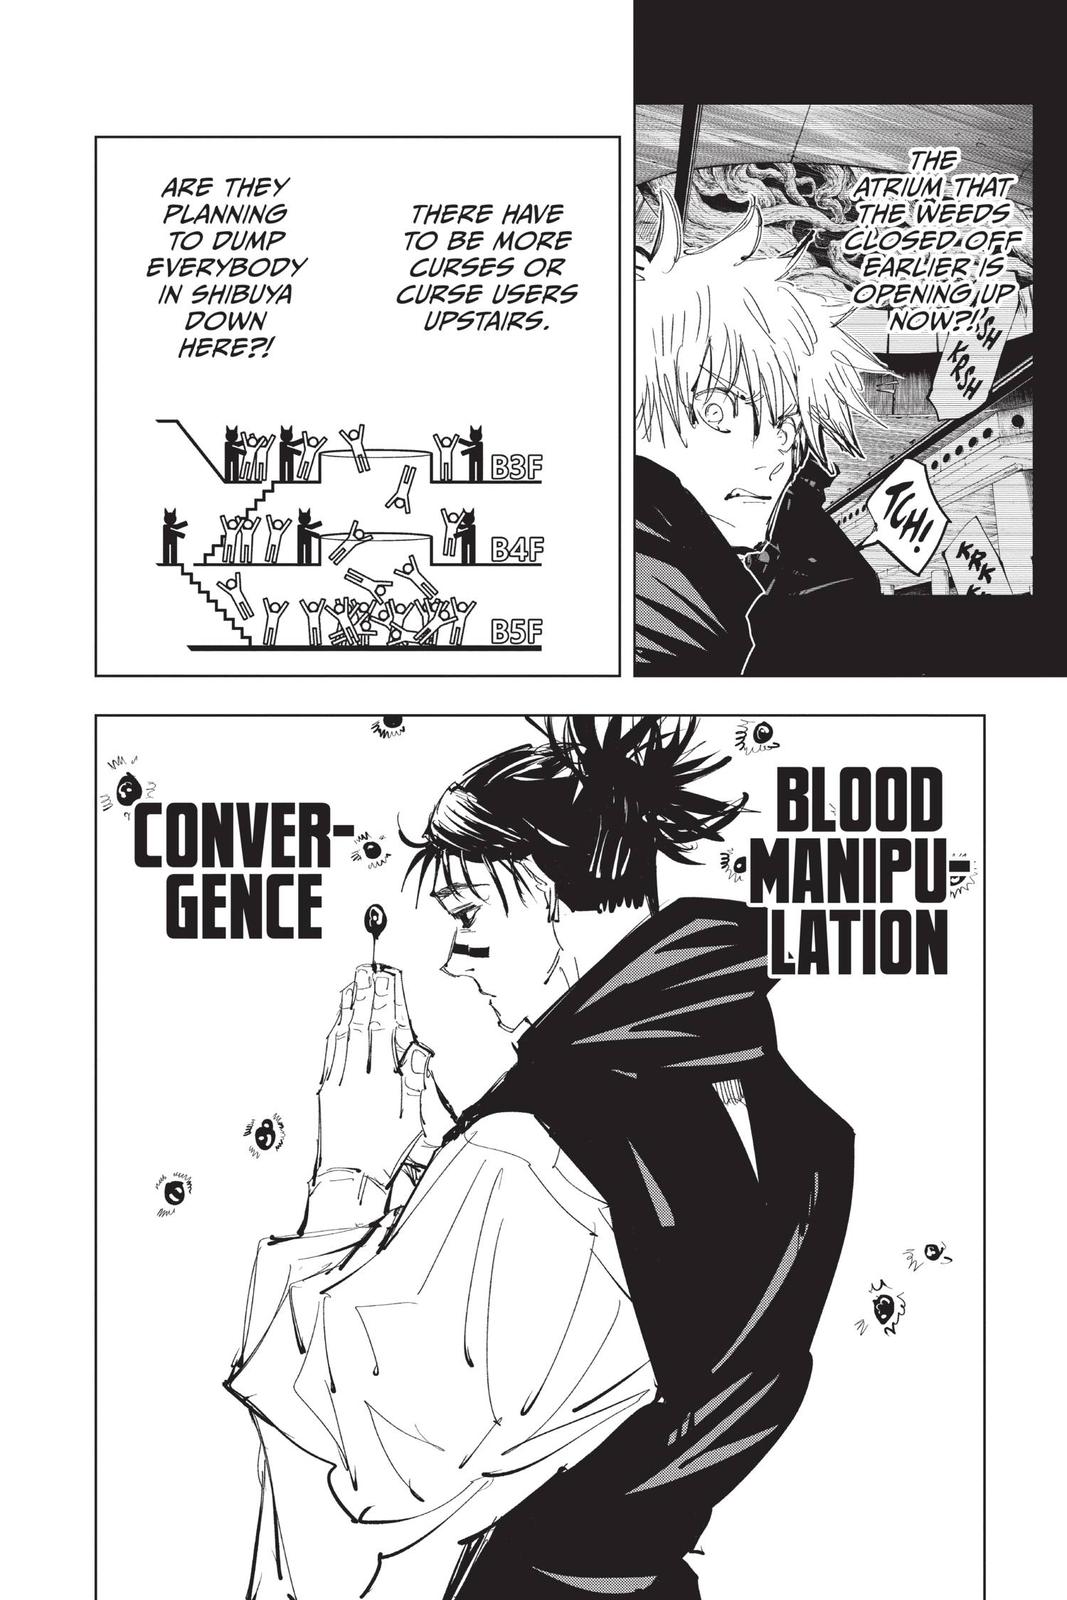 THE
ATRIUM THAT
THE WEEDS
CLOSED OFF
EARLIER IS
OPENING UP
NOW?!
KRSH
TCH!
THERE HAVE
TO BE MORE
CURSES OR
CURSE USERS
UPSTAIRS.
ARE THEY
PLANNING
TO DUMP
EVERYBODY
IN SHIBUYA
DOWN
HERE?!
B3F
B4F
B5F
BLOOD
MANIPU-
LATION
CONVER-
GENCE